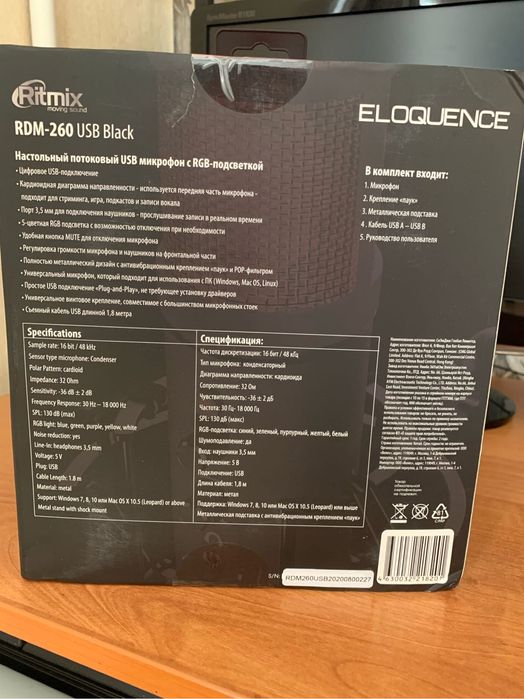 SyncMaster B1930
Ritmix
moving sound
RDM-260 USB Black
ELOQUENCE
Настольный потоковый USB микрофон с RGB-подсветкой
• Цифровое USB-подключение
• Кардиоидная диаграмма направленности - используется передняя часть микрофона -
подходит для стриминга, игра, подкастов и записи вокала
• Порт 3,5 мм для подключения наушников - прослушивание записи в реальном времени
• 5-цветная RGB подсветка с возможностью отключения при необходимости
• Удобная кнопка MUTE для отключения микрофона
• Регулировка громкости микрофона и наушников на фронтальной части
• Полностью металлический дизайн с антивибрационным креплением «паук» и POP-фильтром
• Универсальный микрофон, который подходит для использования с ПК (Windows, Mac OS, Linux)
• Простое USB подключение «Plug-and-Play», не требующее установку драйверов
• Универсальное винтовое крепление, совместимое с большинством микрофонных стоек
• Съемный кабель USB длинной 1,8 метра
В комплект входит:
1. Микрофон
2. Крепление «паук»
3. Металлическая подставка
4 . Кабель USB A – USB B
5. Руководство пользователя
Specifications
Sample rate: 16 bit / 48 kHz
Sensor type microphone: Condenser
Polar Pattern: cardioid
Impedance: 32 Ohm
Sensitivity: -36 dB ± 2 dB
Frequency Response: 30 Hz – 18 000 Hz
SPL: 130 dB (max)
RGB light: blue, green, purple, yellow, white
Noise reduction: yes
Line-In: headphones 3,5 mm
Voltage: 5 V
Plug: USB
Cable Length: 1.8 m
Material: metal
Support: Windows 7, 8, 10 или Mac OS X 10.5 (Leopard) or above
Metal stand with shock mount
Спецификация:
Частота дискретизации: 16 бит / 48 кГц
Тип микрофона: конденсаторный
Диаграмма направленности: кардиоида
Сопротивление: 32 Ом
Чувствительность: -36 ± 2 дБ
Частота: 30 Гц- 18 000 Гц
SPL: 130 дБ (макс)
RGB-подсветка: синий, зеленый, пурпурный, желтый, белый
Шумоподавление: да
Вход: наушники 3,5 мм
Напряжение: 5 В
Подключение: USB
Длина кабеля: 1,8 м
Материал: металл
Поддержка: Windows 7, 8, 10 или Mac OS X 10.5 (Leopard) или выше
Металлическая подставка с антивибрационным креплением «паук»
Товар
обязательной
сертификации
не подлежит.
S/N:
RDM260USB20200800227
4 630032 218207